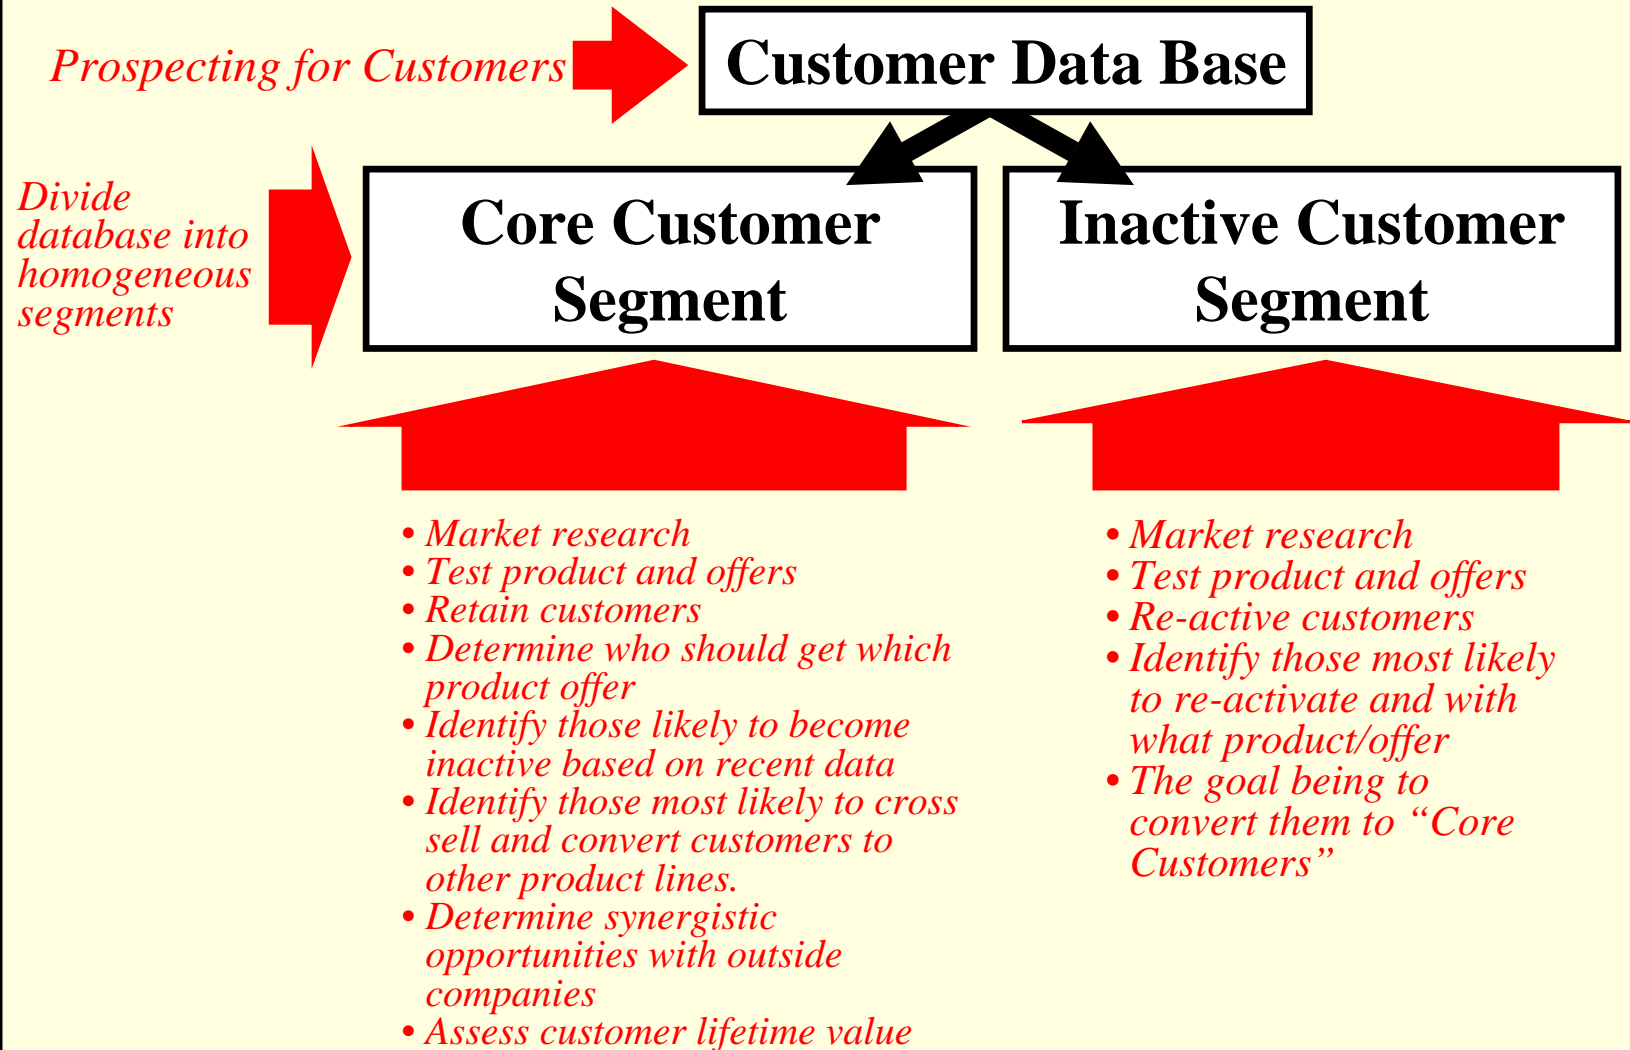 Prospecting for Customers
Customer Data Base
Divide
database into
homogeneous
segments
Core Customer
Segment
Inactive Customer
Segment
• Market research
• Test product and offers
• Retain customers
• Determine who should get which
product offer
• Identify those likely to become
inactive based on recent data
• Identify those most likely to cross
sell and convert customers to
other product lines.
• Determine synergistic
opportunities with outside
companies
• Assess customer lifetime value
• Market research
• Test product and offers
• Re-active customers
• Identify those most likely
to re-activate and with
what product/offer
• The goal being to
convert them to “Core
Customers”